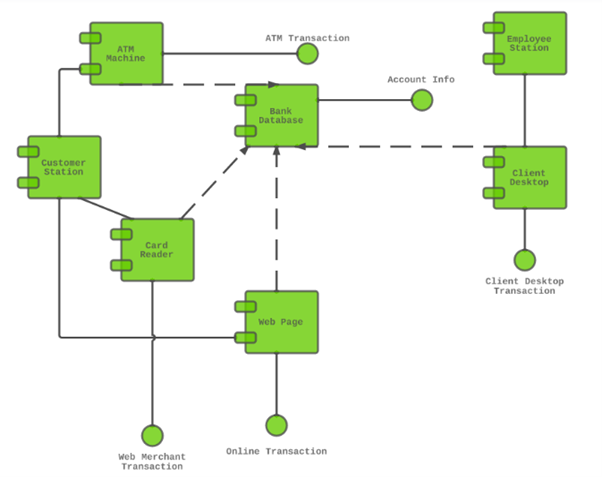 ATM Transaction
Employee
Station
ATM
Machine
Account Info
Bank
Database
Customer
Station
Client
Desktop
Card
Reader
Client Desktop
Transaction
Web Page
Online Transaction
Web Merchant
Transaction